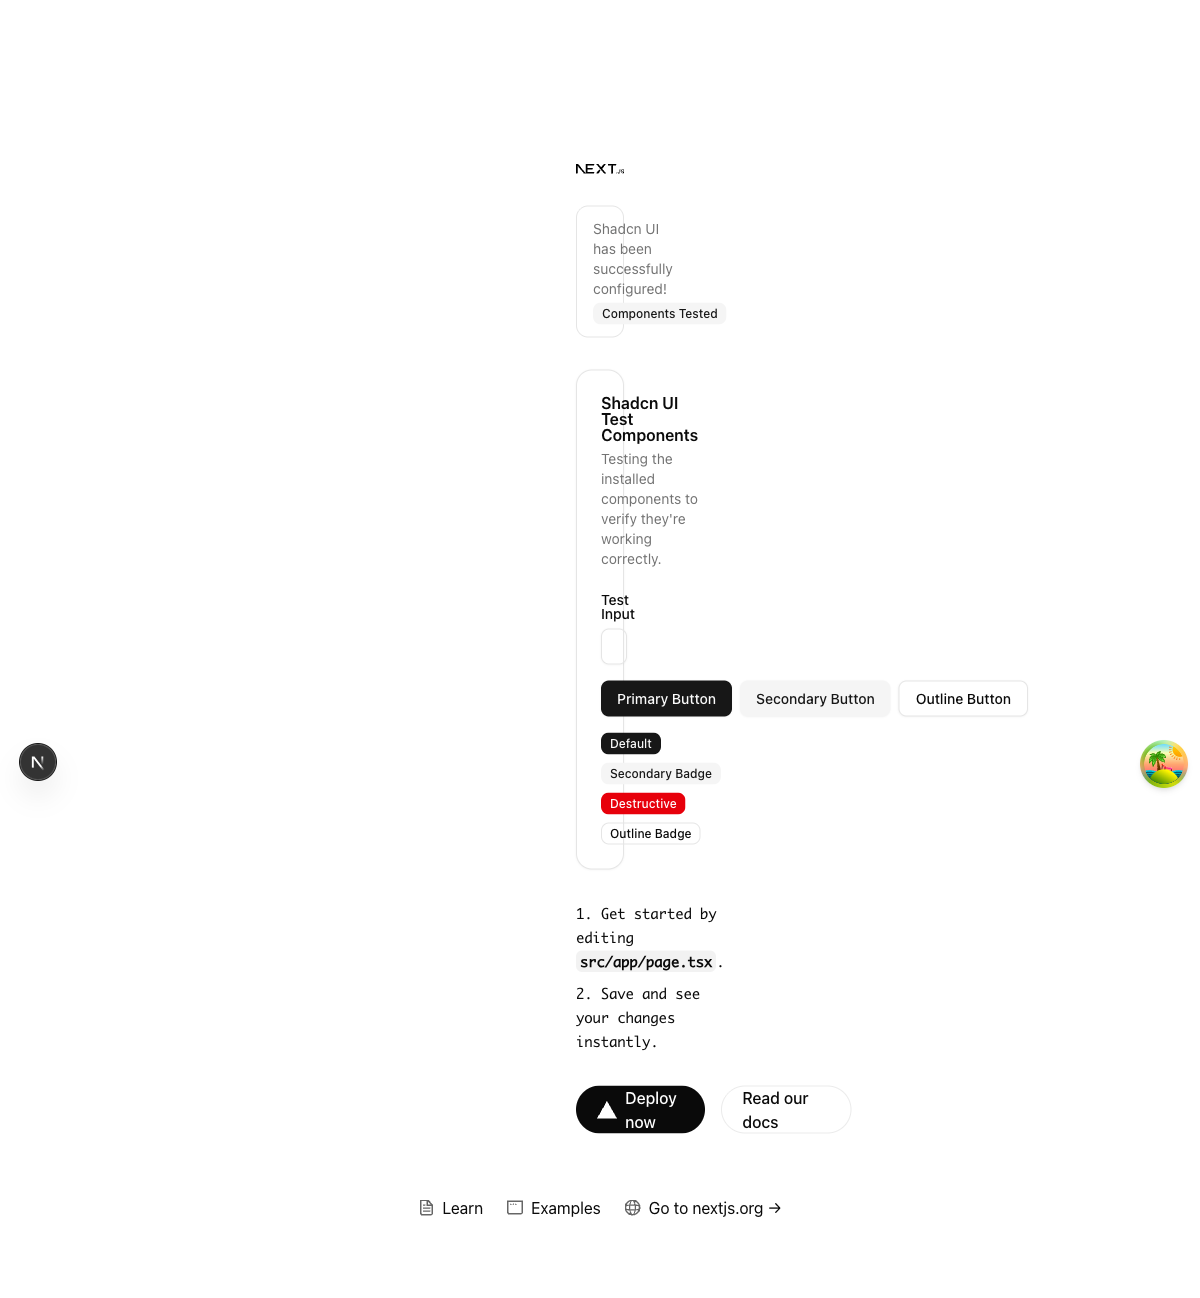 NEXT.JS
Shadcn UI
has been
successfully
configured!
Components Tested
Shadcn UI
Test
Components
Testing the
installed
components to
verify they're
working
correctly.
Test
Input
Primary Button Secondary Button Outline Button
N
Default
Secondary Badge
Destructive
Outline Badge
1. Get started by
editing
src/app/page.tsx.
2. Save and see
your changes
instantly.
Deploy
now
Read our
docs
Learn Examples Go to nextjs.org →